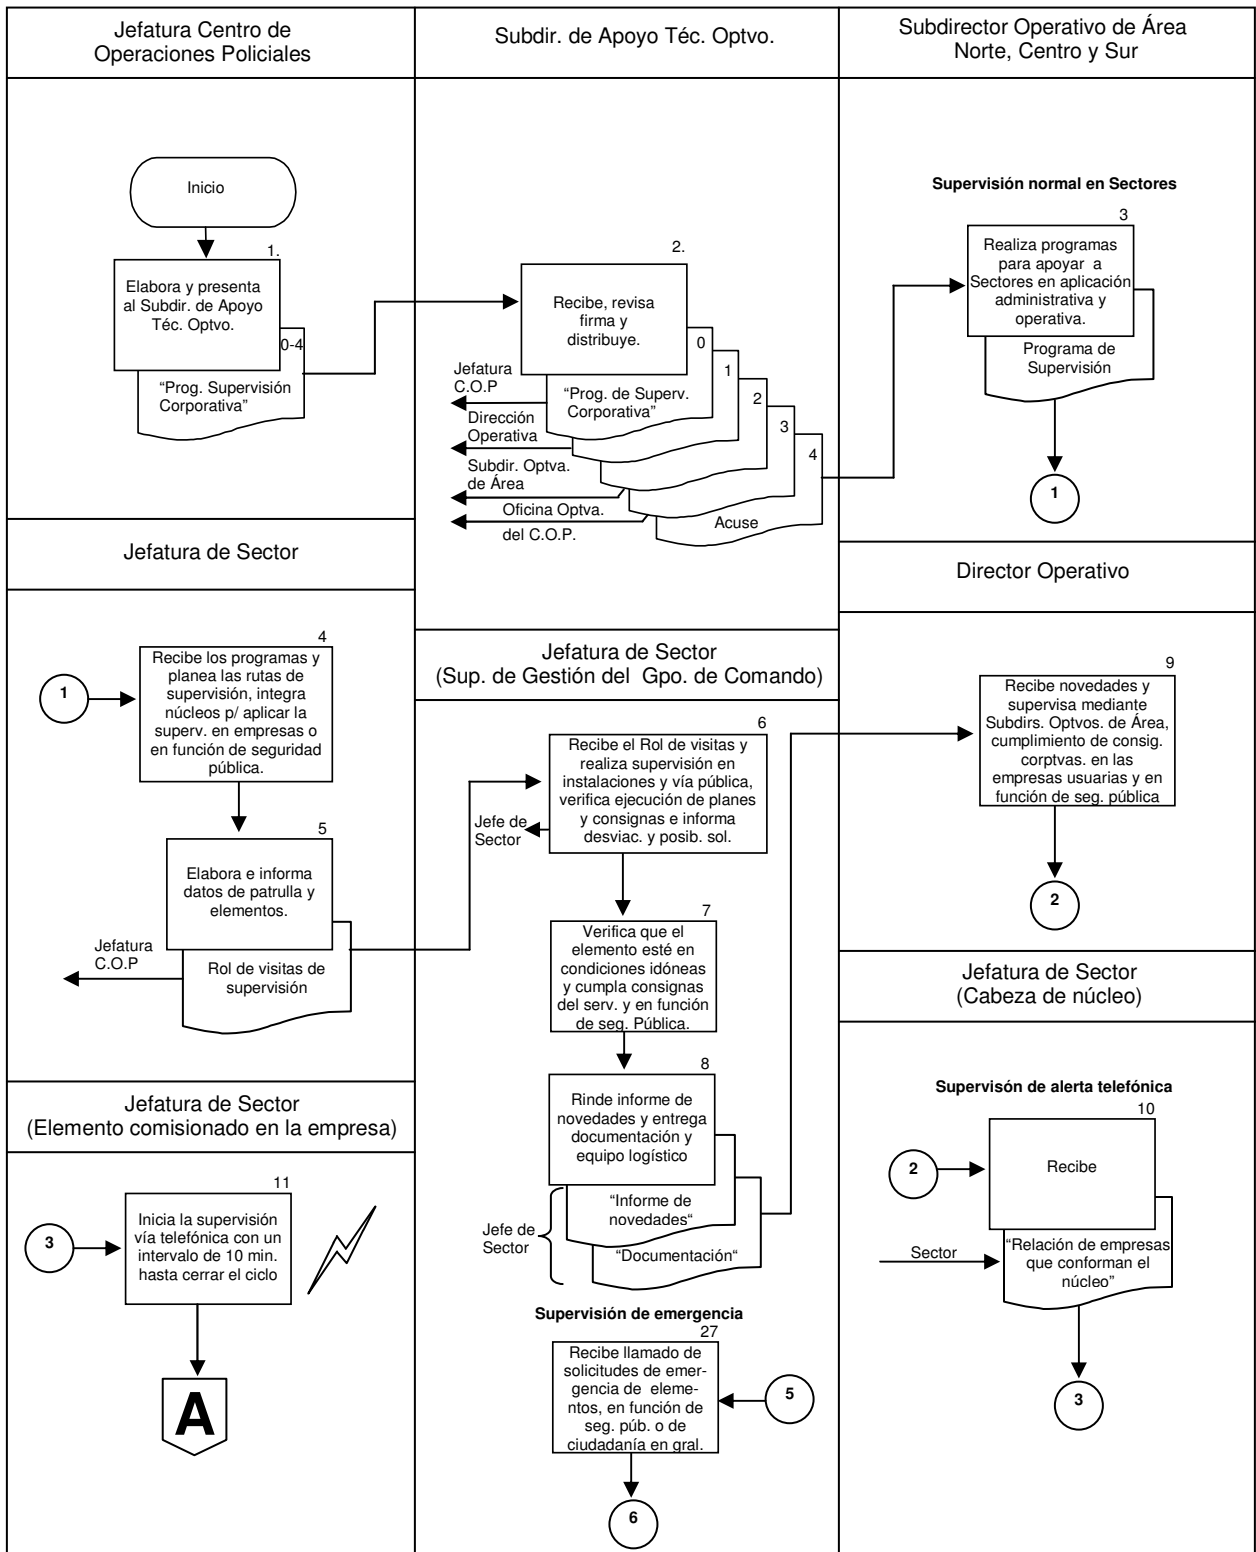 Jefatura Centro de
Operaciones Policiales
Subdir. de Apoyo Téc. Optvo.
Subdirector Operativo de Área
Norte, Centro y Sur
Inicio
1.
Elabora y presenta
al Subdir. de Apoyo
Téc. Optvo.
0-4
“Prog. Supervisión
Corporativa”
2.
Recibe, revisa
firma y
distribuye.
0
1
2
3
4
“Prog. de Superv.
Corporativa”
Acuse
Jefatura
C.O.P
Dirección
Operativa
Subdir. Optva.
de Área
Oficina Optva.
del C.O.P.
Supervisión normal en Sectores
3
Realiza programas
para apoyar a
Sectores en aplicación
administrativa y
operativa.
Programa de
Supervisión
1
Jefatura de Sector
4
1
Recibe los programas y
planea las rutas de
supervisión, integra
núcleos p/ aplicar la
superv. en empresas o
en función de seguridad
pública.
5
Elabora e informa
datos de patrulla y
elementos.
Jefatura
C.O.P
Rol de visitas de
supervisión
Jefatura de Sector
(Sup. de Gestión del Gpo. de Comando)
6
Recibe el Rol de visitas y
realiza supervisión en
instalaciones y vía pública,
verifica ejecución de planes
y consignas e informa
desviac. y posib. sol.
Jefe de
Sector
7
Verifica que el
elemento esté en
condiciones idóneas
y cumpla consignas
del serv. y en función
de seg. Pública.
8
Rinde informe de
novedades y entrega
documentación y
equipo logístico
“Informe de
novedades“
“Documentación“
Jefe de
Sector
Supervisión de emergencia
27
Recibe llamado de
solicitudes de emer-
gencia de eleme-
ntos, en función de
seg. púb. o de
ciudadanía en gral.
5
6
Director Operativo
9
Recibe novedades y
supervisa mediante
Subdirs. Optvos. de Área,
cumplimiento de consig.
corptvas. en las
empresas usuarias y en
función de seg. pública
2
Jefatura de Sector
(Cabeza de núcleo)
Supervisón de alerta telefónica
10
2
Recibe
Sector
“Relación de empresas
que conforman el
núcleo”
3
Jefatura de Sector
(Elemento comisionado en la empresa)
11
3
Inicia la supervisión
vía telefónica con un
intervalo de 10 min.
hasta cerrar el ciclo
A